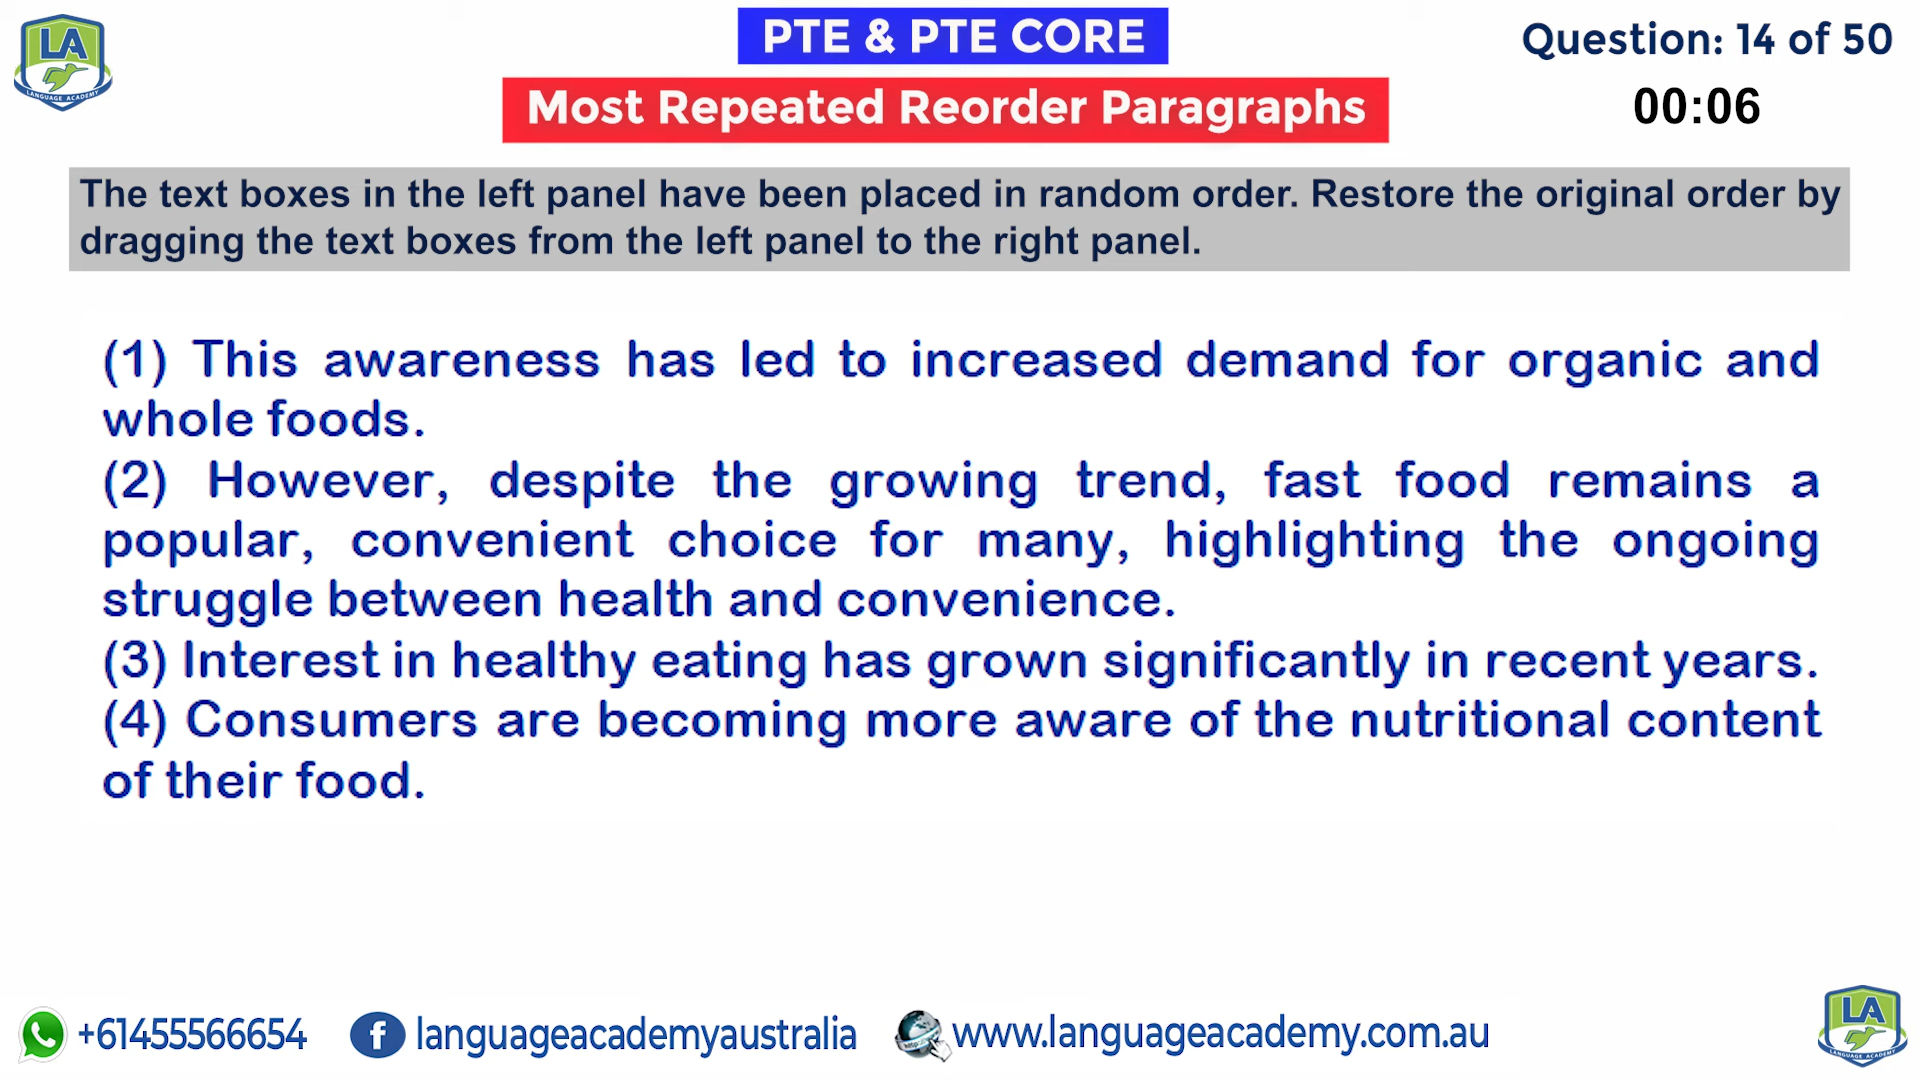 LA
LANGUAGE ACADEMY
PTE & PTE CORE
Question: 14 of 50
Most Repeated Reorder Paragraphs
00:06
The text boxes in the left panel have been placed in random order. Restore the original order by
dragging the text boxes from the left panel to the right panel.
(1) This awareness has led to increased demand for organic and
whole foods.
(2) However, despite the growing trend, fast food remains a
popular, convenient choice for many, highlighting the ongoing
struggle between health and convenience.
(3) Interest in healthy eating has grown significantly in recent years.
(4) Consumers are becoming more aware of the nutritional content
of their food.
+61455566654
languageacademyaustralia
www.languageacademy.com.au
LA
LANGUAGE ACADEMY